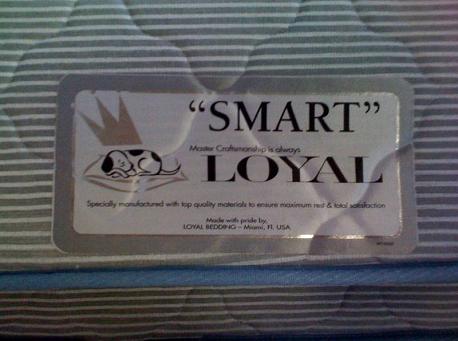 “SMART”
Master Craftsmanship is always
LOYAL
Specially manufactured with top quality materials to ensure maximum rest & total satisfaction
Made with pride by,
LOYAL BEDDING – Miami, Fl. USA